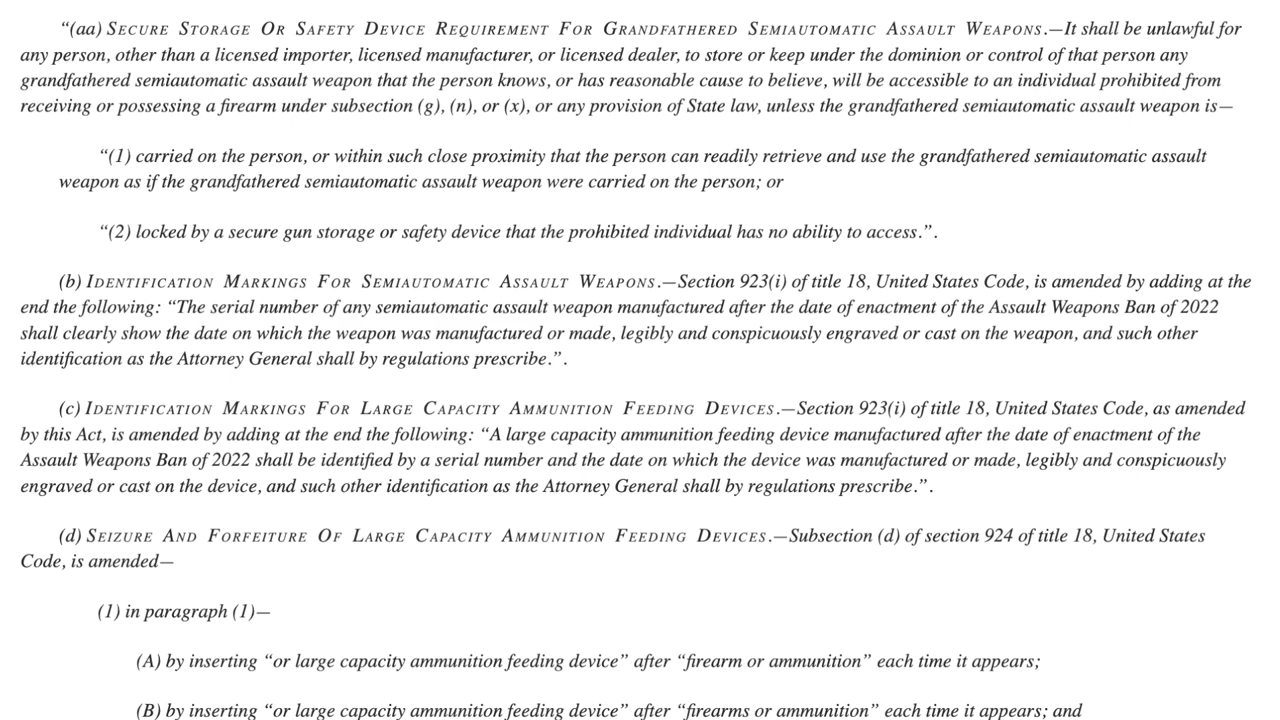 “(aa) Secure Storage Or Safety Device Requirement For Grandfathered Semiautomatic Assault Weapons.—It shall be unlawful for
any person, other than a licensed importer, licensed manufacturer, or licensed dealer, to store or keep under the dominion or control of that person any
grandfathered semiautomatic assault weapon that the person knows, or has reasonable cause to believe, will be accessible to an individual prohibited from
receiving or possessing a firearm under subsection (g), (n), or (x), or any provision of State law, unless the grandfathered semiautomatic assault weapon is—
“(1) carried on the person, or within such close proximity that the person can readily retrieve and use the grandfathered semiautomatic assault
weapon as if the grandfathered semiautomatic assault weapon were carried on the person; or
“(2) locked by a secure gun storage or safety device that the prohibited individual has no ability to access.”.
(b) Identification Markings For Semiautomatic Assault Weapons.—Section 923(i) of title 18, United States Code, is amended by adding at the
end the following: “The serial number of any semiautomatic assault weapon manufactured after the date of enactment of the Assault Weapons Ban of 2022
shall clearly show the date on which the weapon was manufactured or made, legibly and conspicuously engraved or cast on the weapon, and such other
identification as the Attorney General shall by regulations prescribe.”.
(c) Identification Markings For Large Capacity Ammunition Feeding Devices.—Section 923(i) of title 18, United States Code, as amended
by this Act, is amended by adding at the end the following: “A large capacity ammunition feeding device manufactured after the date of enactment of the
Assault Weapons Ban of 2022 shall be identified by a serial number and the date on which the device was manufactured or made, legibly and conspicuously
engraved or cast on the device, and such other identification as the Attorney General shall by regulations prescribe.”.
(d) Seizure And Forfeiture Of Large Capacity Ammunition Feeding Devices.—Subsection (d) of section 924 of title 18, United States
Code, is amended—
(1) in paragraph (1)—
(A) by inserting “or large capacity ammunition feeding device” after “firearm or ammunition” each time it appears;
(B) by inserting “or large capacity ammunition feeding device” after “firearms or ammunition” each time it appears; and